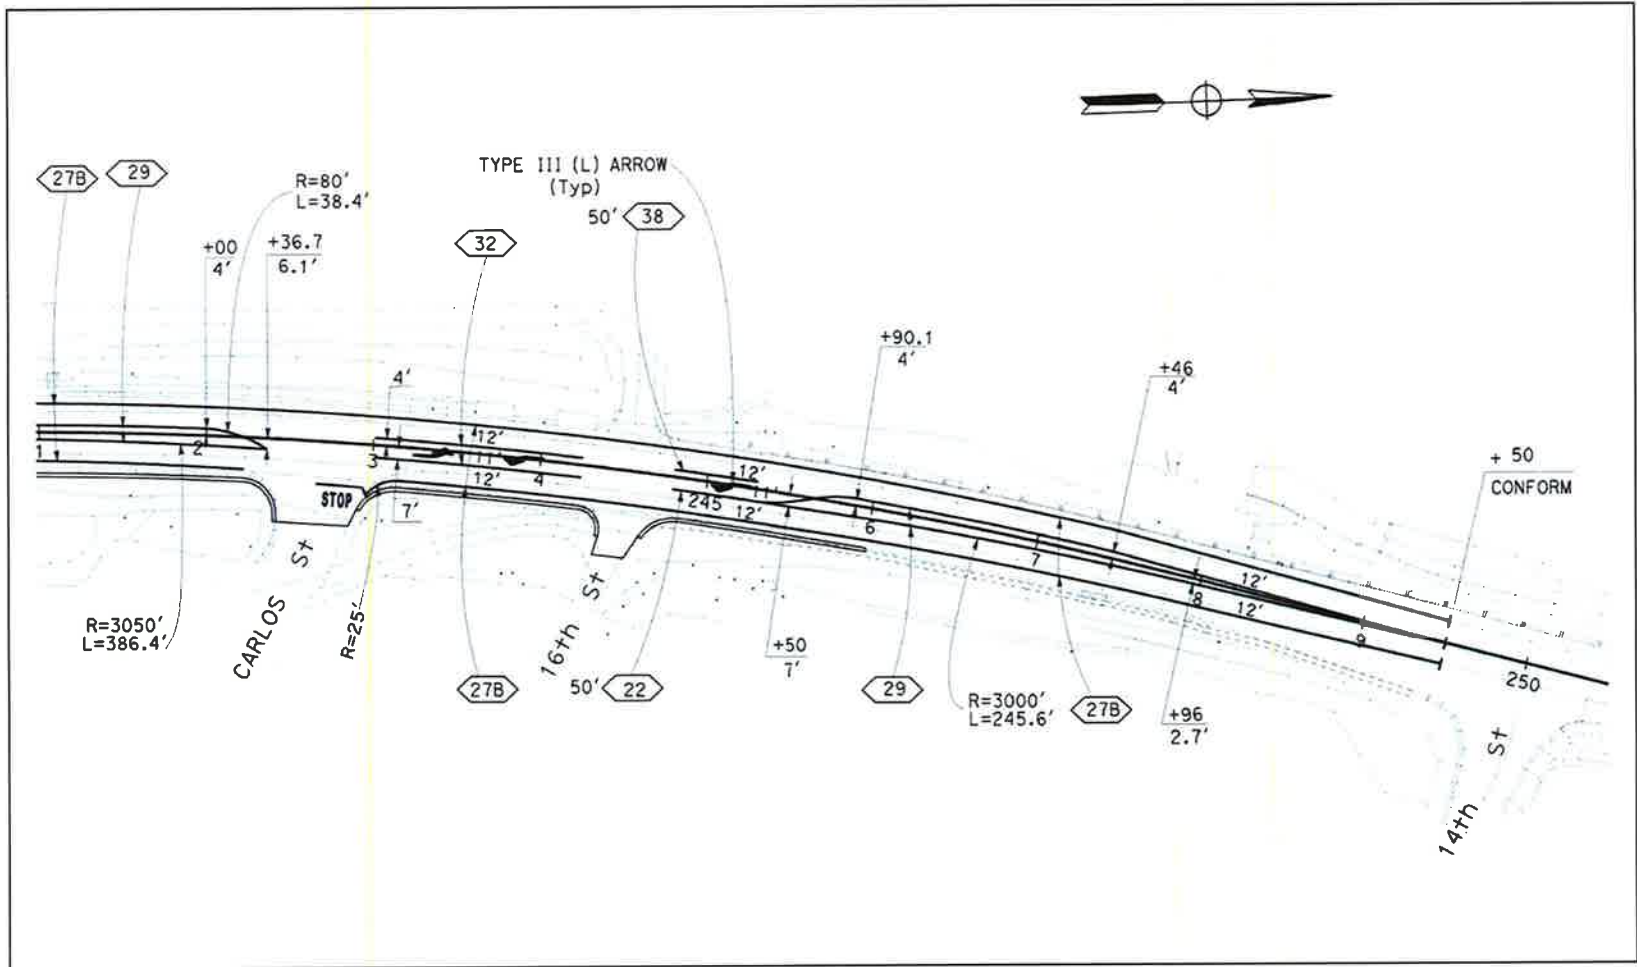 TYPE III (L) ARROW
(Typ)
50' 38
27B
29
R=80'
L=38.4'
+00
4'
+36.7
6.1'
32
+90.1
4'
+46
4'
+ 50
CONFORM
4'
12'
12'
12'
12'
12'
12'
1
2
3
4
245
6
7
8
9
250
STOP
7'
R=3050'
L=386.4'
CARLOS St
R=25'
27B
16th St
50' 22
+50
7'
29
R=3000'
L=245.6'
27B
+96
2.7'
14th St